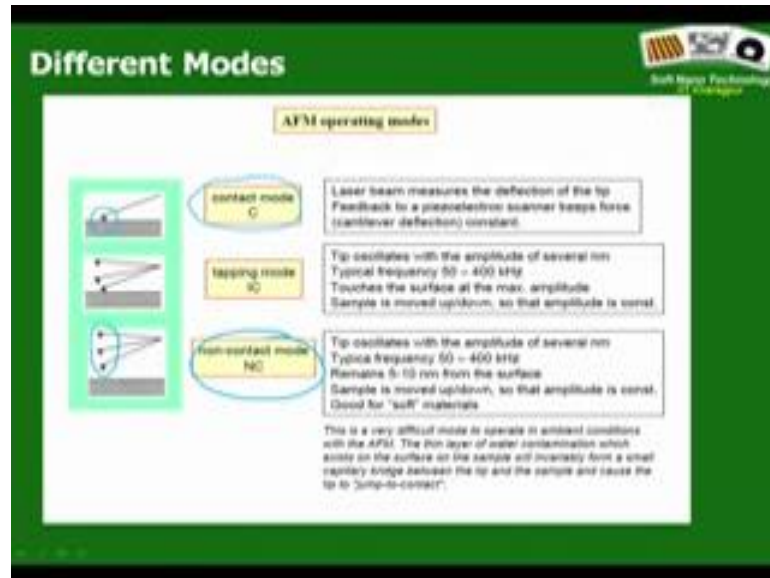 Different Modes
Soft Nano Technology
IIT Kharagpur
AFM operating modes
contact mode
C
Laser beam measures the deflection of the tip
Feedback to a piezoelectron scanner keeps force
(cantilever deflection) constant.
tapping mode
IC
Tip oscillates with the amplitude of several nm
Typical frequency 50 – 400 kHz
Touches the surface at the max. amplitude
Sample is moved up/down, so that amplitude is const.
non-contact mode
NC
Tip oscillates with the amplitude of several nm
Typica frequency 50 – 400 kHz
Remains 5-10 nm from the surface
Sample is moved up/down, so that amplitude is const.
Good for "soft" materials
This is a very difficult mode to operate in ambient conditions
with the AFM. The thin layer of water contamination which
exists on the surface on the sample will invariably form a small
capillary bridge between the tip and the sample and cause the
tip to "jump-to-contact".